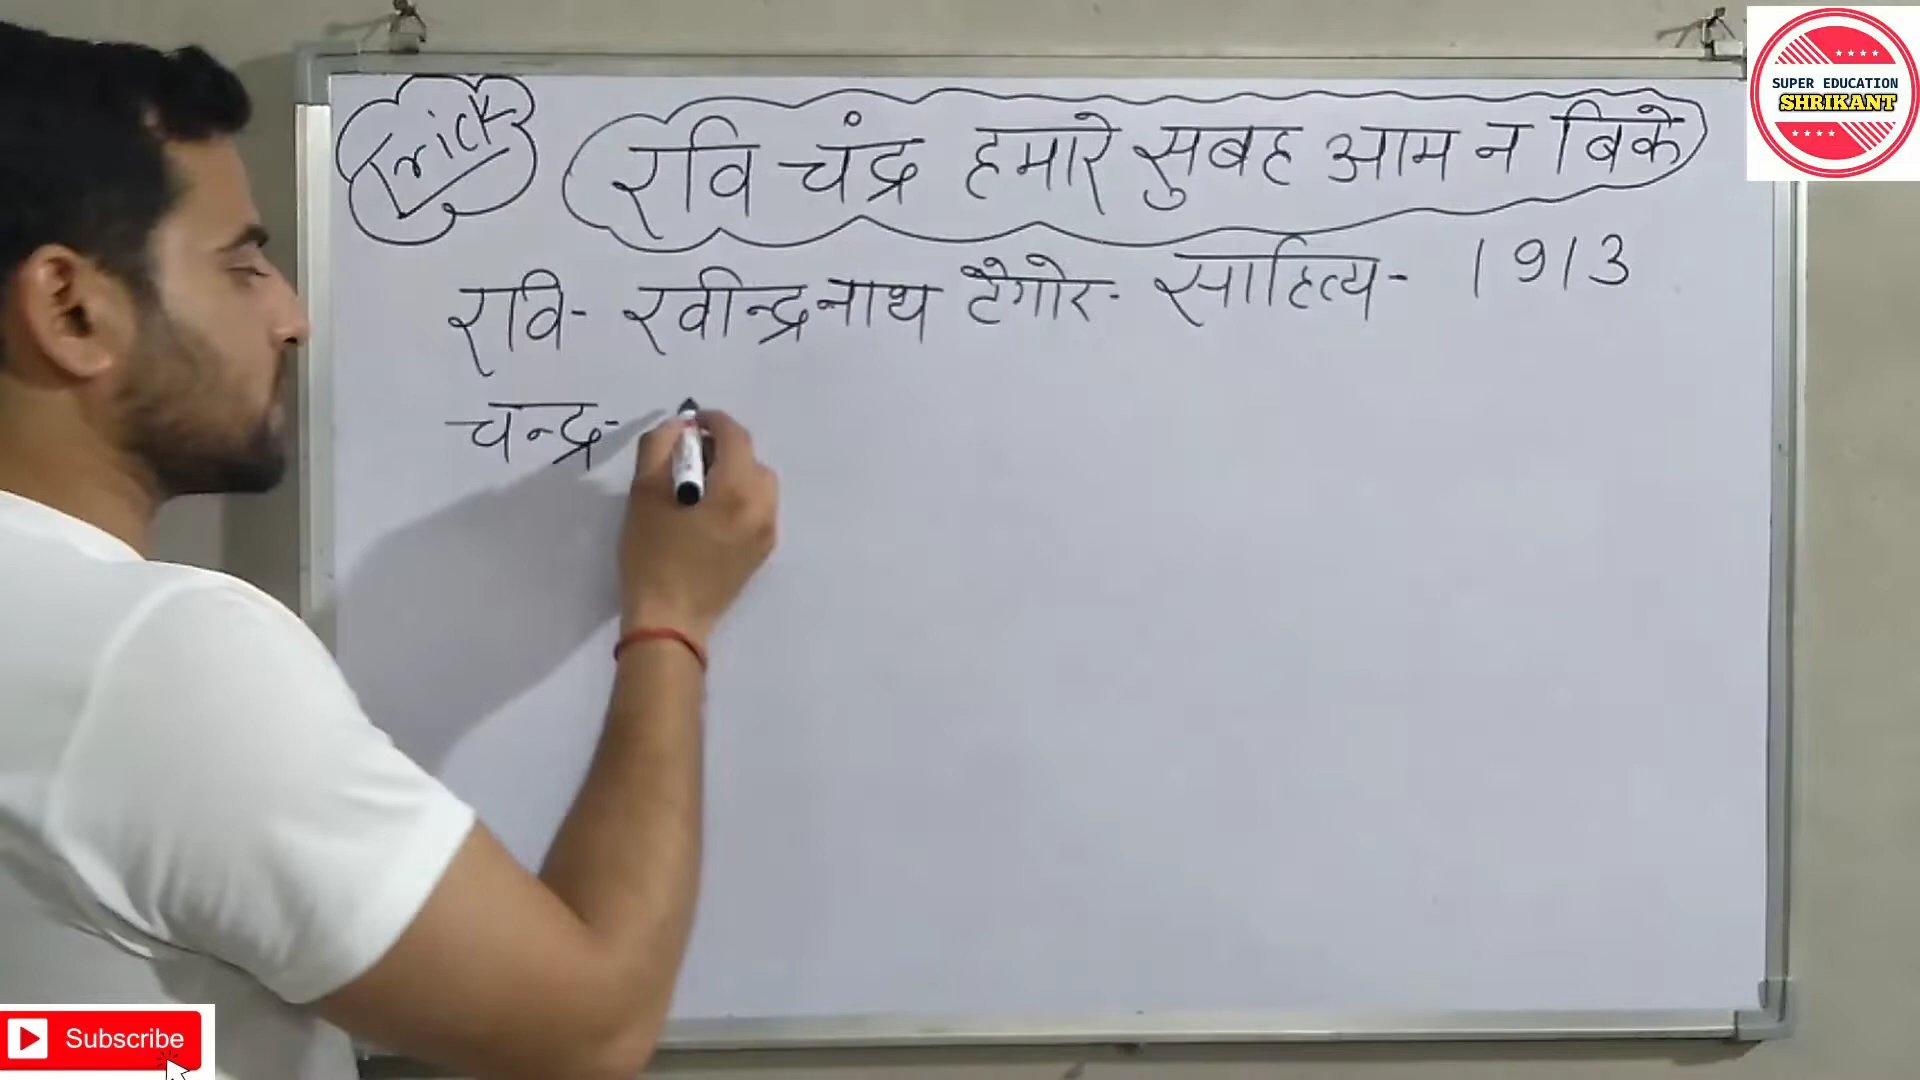 Trick
रवि चंद्र हमारे सुबह आम न बिके
रवि- रवीन्द्रनाथ टैगोर- साहित्य- 1913
चन्द्र-
SUPER EDUCATION
SHRIKANT
Subscribe